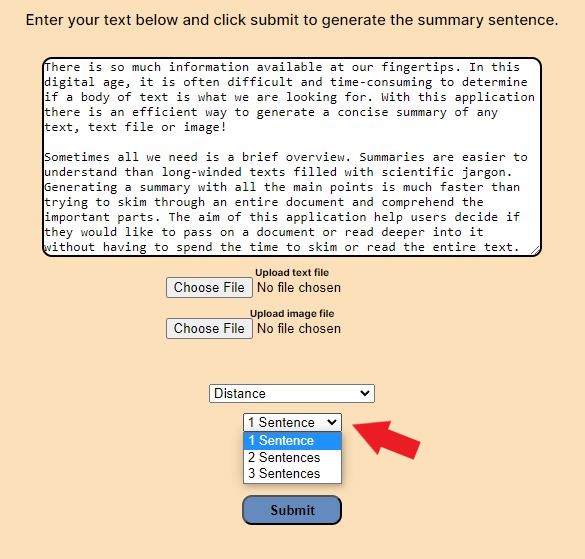 Enter your text below and click submit to generate the summary sentence.
There is so much information available at our fingertips. In this
digital age, it is often difficult and time-consuming to determine
if a body of text is what we are looking for. With this application
there is an efficient way to generate a concise summary of any
text, text file or image!
Sometimes all we need is a brief overview. Summaries are easier to
understand than long-winded texts filled with scientific jargon.
Generating a summary with all the main points is much faster than
trying to skim through an entire document and comprehend the
important parts. The aim of this application help users decide if
they would like to pass on a document or read deeper into it
without having to spend the time to skim or read the entire text.
Upload text file
Choose File No file chosen
Upload image file
Choose File No file chosen
Distance
1 Sentence
1 Sentence
2 Sentences
3 Sentences
Submit